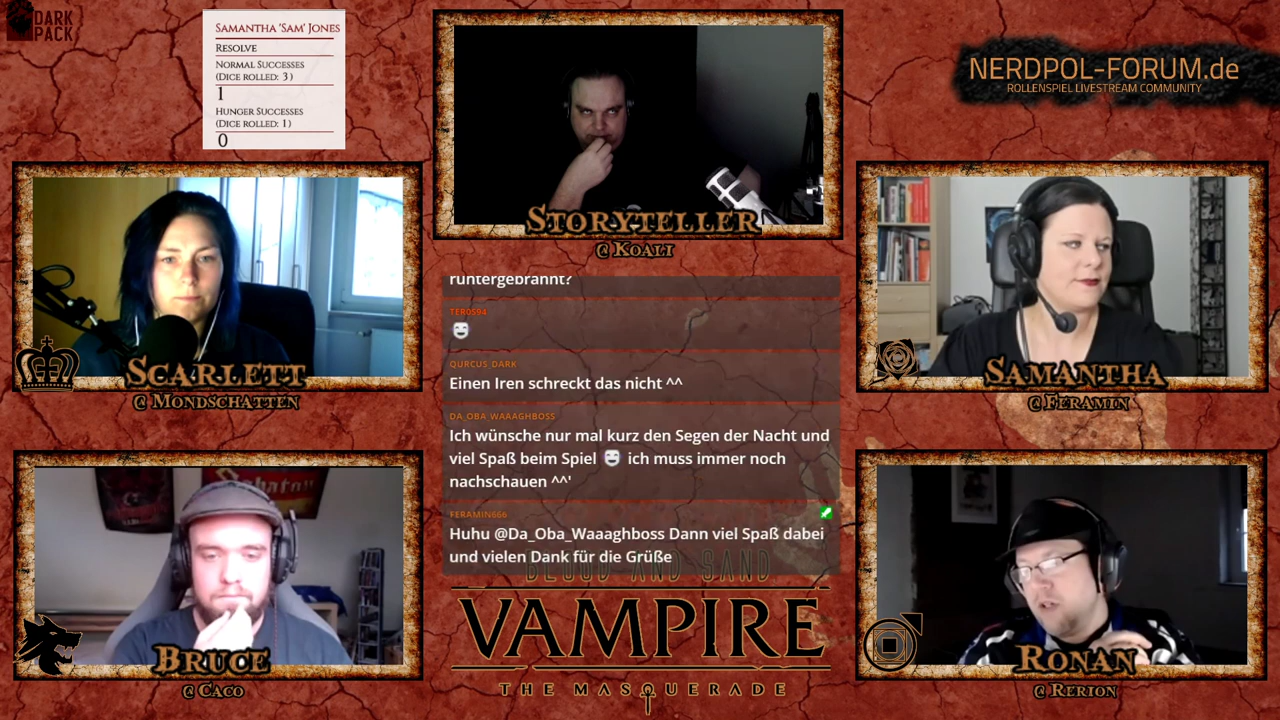 DARK
PACK
Samantha 'Sam' Jones
Resolve
Normal Successes
(Dice rolled: 3 )
1
Hunger Successes
(Dice rolled: 1 )
0
NERDPOL-FORUM.de
ROLLENSPIEL LIVESTREAM COMMUNITY
Storyteller
@ Koali
Scarlett
@ Mondschatten
Samantha
@ Feramin
runtergebrannt?
TER0594
QURCUS_DARK
Einen Iren schreckt das nicht ^^
DA_OBA_WAAAGHBOSS
Ich wünsche nur mal kurz den Segen der Nacht und
viel Spaß beim Spiel ich muss immer noch
nachschauen ^^'
FERAMIN666
Huhu @Da_Oba_Waaaghboss Dann viel Spaß dabei
und vielen Dank für die Grüße
BLOOD AND SAND
VAMPIRE
THE MASQUERADE
Sabaton
Bruce
@ Caco
Ronan
@ Rerion